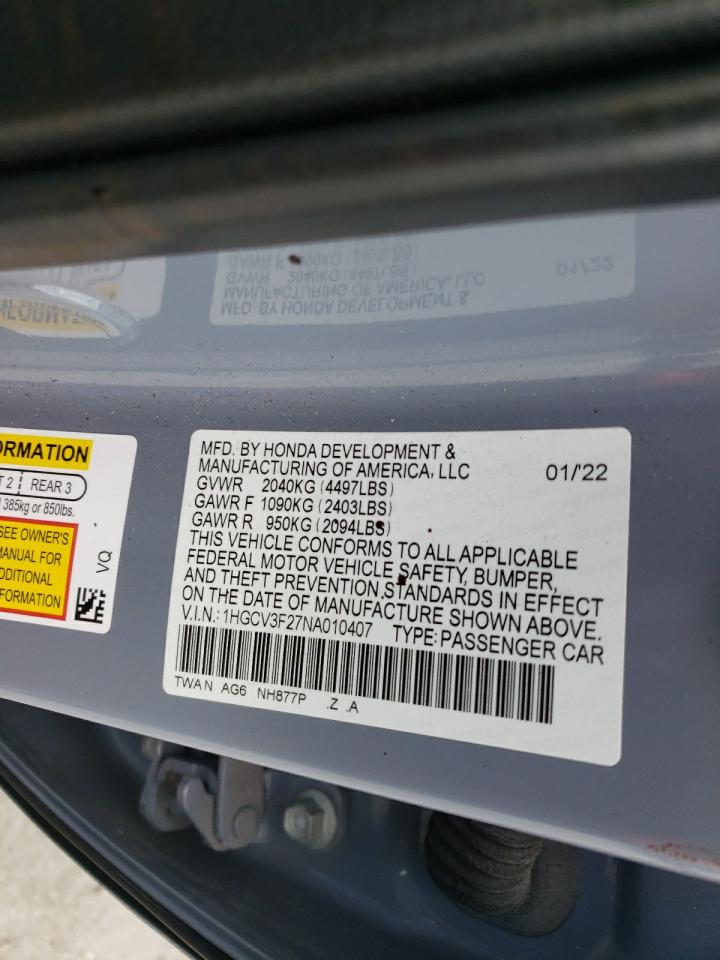 ORMATION
T 2 | REAR 3
385kg or 850lbs.
SEE OWNER'S
MANUAL FOR
DDITIONAL
FORMATION
VQ
MFD. BY HONDA DEVELOPMENT &
MANUFACTURING OF AMERICA, LLC 01/'22
GVWR 2040KG (4497LBS)
GAWR F 1090KG (2403LBS)
GAWR R 950KG (2094LBS)
THIS VEHICLE CONFORMS TO ALL APPLICABLE
FEDERAL MOTOR VEHICLE SAFETY, BUMPER,
AND THEFT PREVENTION STANDARDS IN EFFECT
ON THE DATE OF MANUFACTURE SHOWN ABOVE.
V.I.N.: 1HGCV3F27NA010407 TYPE: PASSENGER CAR
TWAN AG6 NH877P .Z .A